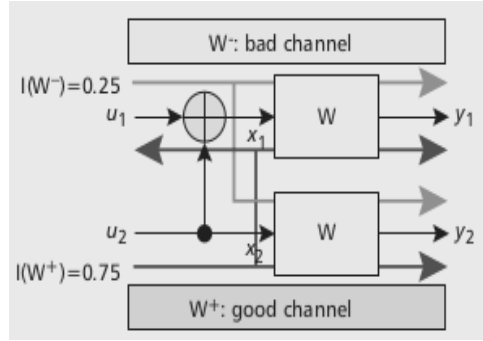 W⁻: bad channel
I(W⁻)=0.25
u₁
x₁
W
y₁
u₂
x₂
W
y₂
I(W⁺)=0.75
W⁺: good channel